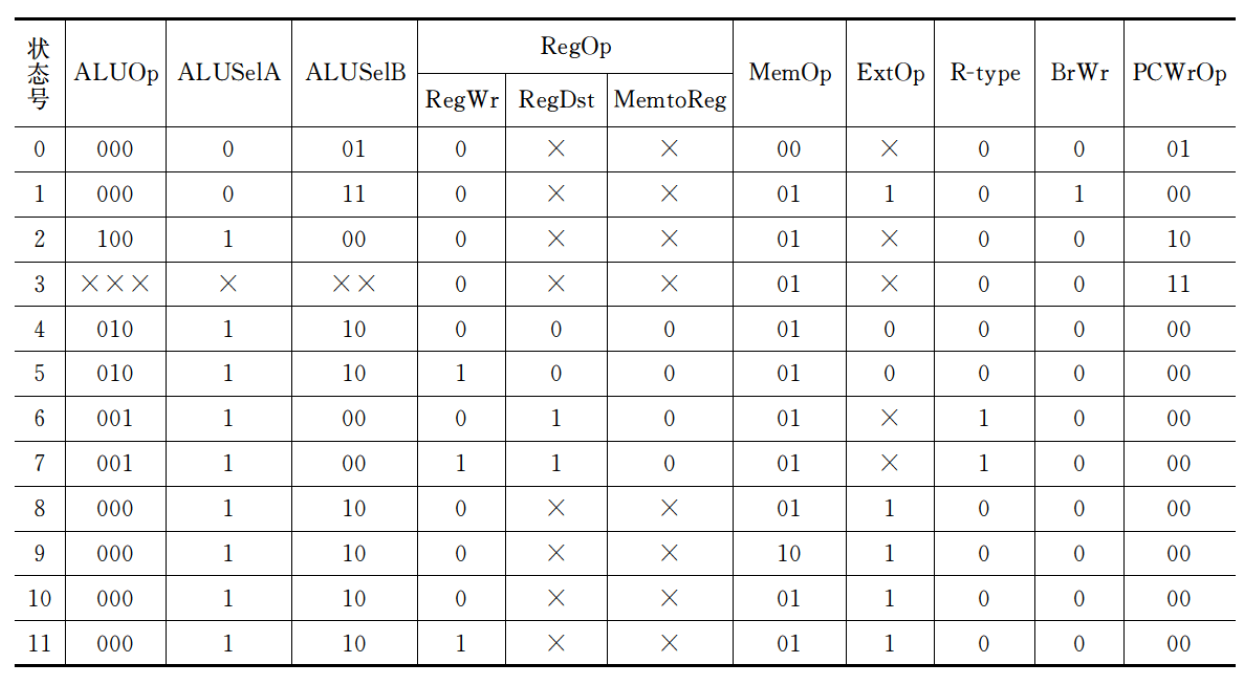 状态号 ALUOp ALUSelA ALUSelB RegOp MemOp ExtOp R-type BrWr PCWrOp
RegWr RegDst MemtoReg
0 000 0 01 0 × × 00 × 0 0 01
1 000 0 11 0 × × 01 1 0 1 00
2 100 1 00 0 × × 01 × 0 0 10
3 ××× × ×× 0 × × 01 × 0 0 11
4 010 1 10 0 0 0 01 0 0 0 00
5 010 1 10 1 0 0 01 0 0 0 00
6 001 1 00 0 1 0 01 × 1 0 00
7 001 1 00 1 1 0 01 × 1 0 00
8 000 1 10 0 × × 01 1 0 0 00
9 000 1 10 0 × × 10 1 0 0 00
10 000 1 10 0 × × 01 1 0 0 00
11 000 1 10 1 × × 01 1 0 0 00